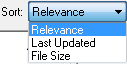 Sort: Relevance
Relevance
Last Updated
File Size